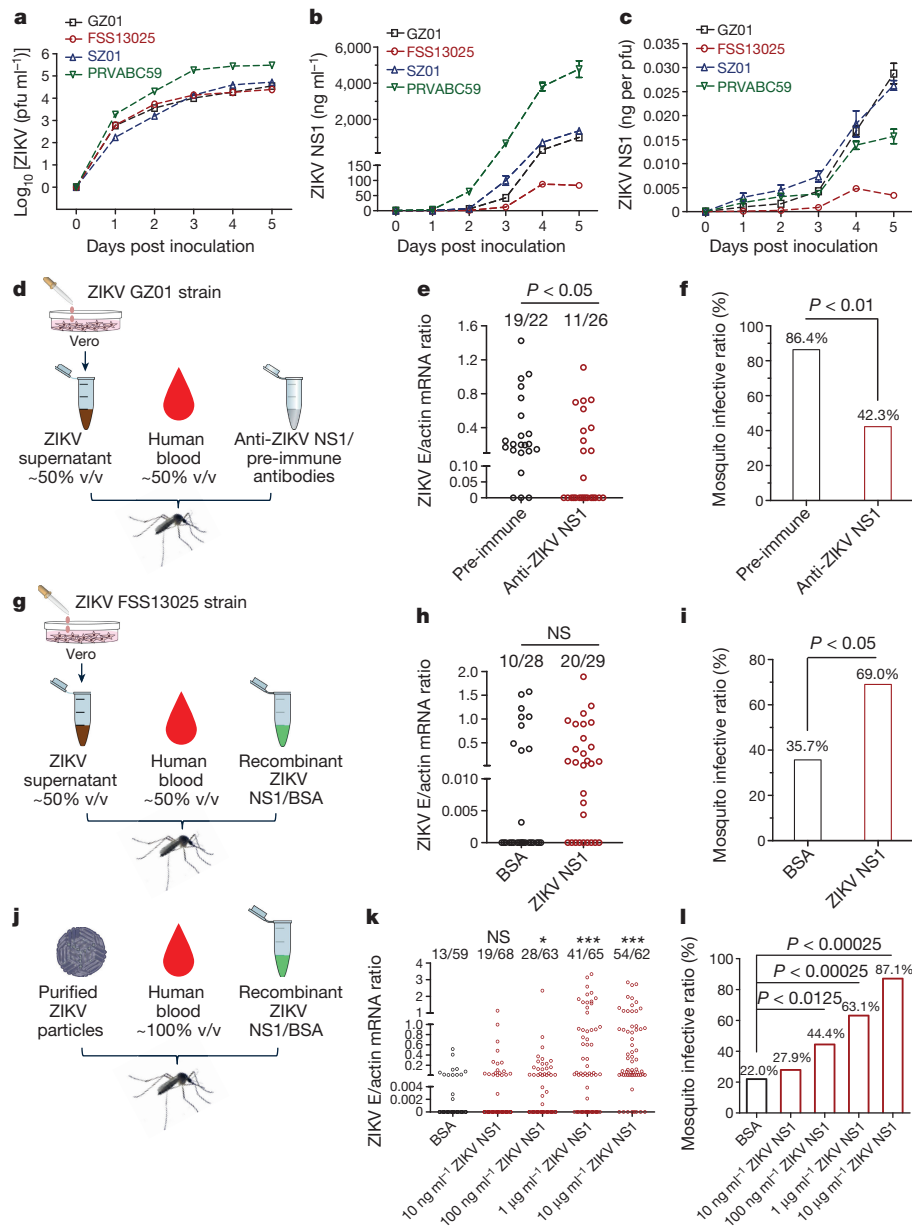 a
GZ01
FSS13025
SZ01
PRVABC59
Log₁₀ [ZIKV (pfu ml⁻¹)]
6
5
4
3
2
1
0
0 1 2 3 4 5
Days post inoculation
b
GZ01
FSS13025
SZ01
PRVABC59
ZIKV NS1 (ng ml⁻¹)
6,000
4,000
2,000
150
100
50
0
0 1 2 3 4 5
Days post inoculation
c
GZ01
FSS13025
SZ01
PRVABC59
ZIKV NS1 (ng per pfu)
0.035
0.030
0.025
0.020
0.015
0.010
0.005
0
0 1 2 3 4 5
Days post inoculation
d
ZIKV GZ01 strain
Vero
ZIKV
supernatant
~50% v/v
Human
blood
~50% v/v
Anti-ZIKV NS1/
pre-immune
antibodies
e
P < 0.05
19/22 11/26
ZIKV E/actin mRNA ratio
1.6
1.2
0.8
0.4
0.10
0.05
0
Pre-immune
Anti-ZIKV NS1
f
P < 0.01
86.4%
42.3%
Mosquito infective ratio (%)
100
80
60
40
20
0
Pre-immune
Anti-ZIKV NS1
g
ZIKV FSS13025 strain
Vero
ZIKV
supernatant
~50% v/v
Human
blood
~50% v/v
Recombinant
ZIKV
NS1/BSA
h
NS
10/28 20/29
ZIKV E/actin mRNA ratio
2.0
1.5
1.0
0.5
0.010
0.005
0
BSA
ZIKV NS1
i
P < 0.05
35.7%
69.0%
Mosquito infective ratio (%)
80
60
40
20
0
BSA
ZIKV NS1
j
Purified
ZIKV
particles
Human
blood
~100% v/v
Recombinant
ZIKV
NS1/BSA
k
NS * *** ***
13/59 19/68 28/63 41/65 54/62
ZIKV E/actin mRNA ratio
4
3
2
1
1.0
0.8
0.6
0.4
0.2
0.004
0.002
0
BSA
10 ng ml⁻¹ ZIKV NS1
100 ng ml⁻¹ ZIKV NS1
1 µg ml⁻¹ ZIKV NS1
10 µg ml⁻¹ ZIKV NS1
l
P < 0.00025
P < 0.00025
P < 0.0125
22.0%
27.9%
44.4%
63.1%
87.1%
Mosquito infective ratio (%)
100
80
60
40
20
0
BSA
10 ng ml⁻¹ ZIKV NS1
100 ng ml⁻¹ ZIKV NS1
1 µg ml⁻¹ ZIKV NS1
10 µg ml⁻¹ ZIKV NS1